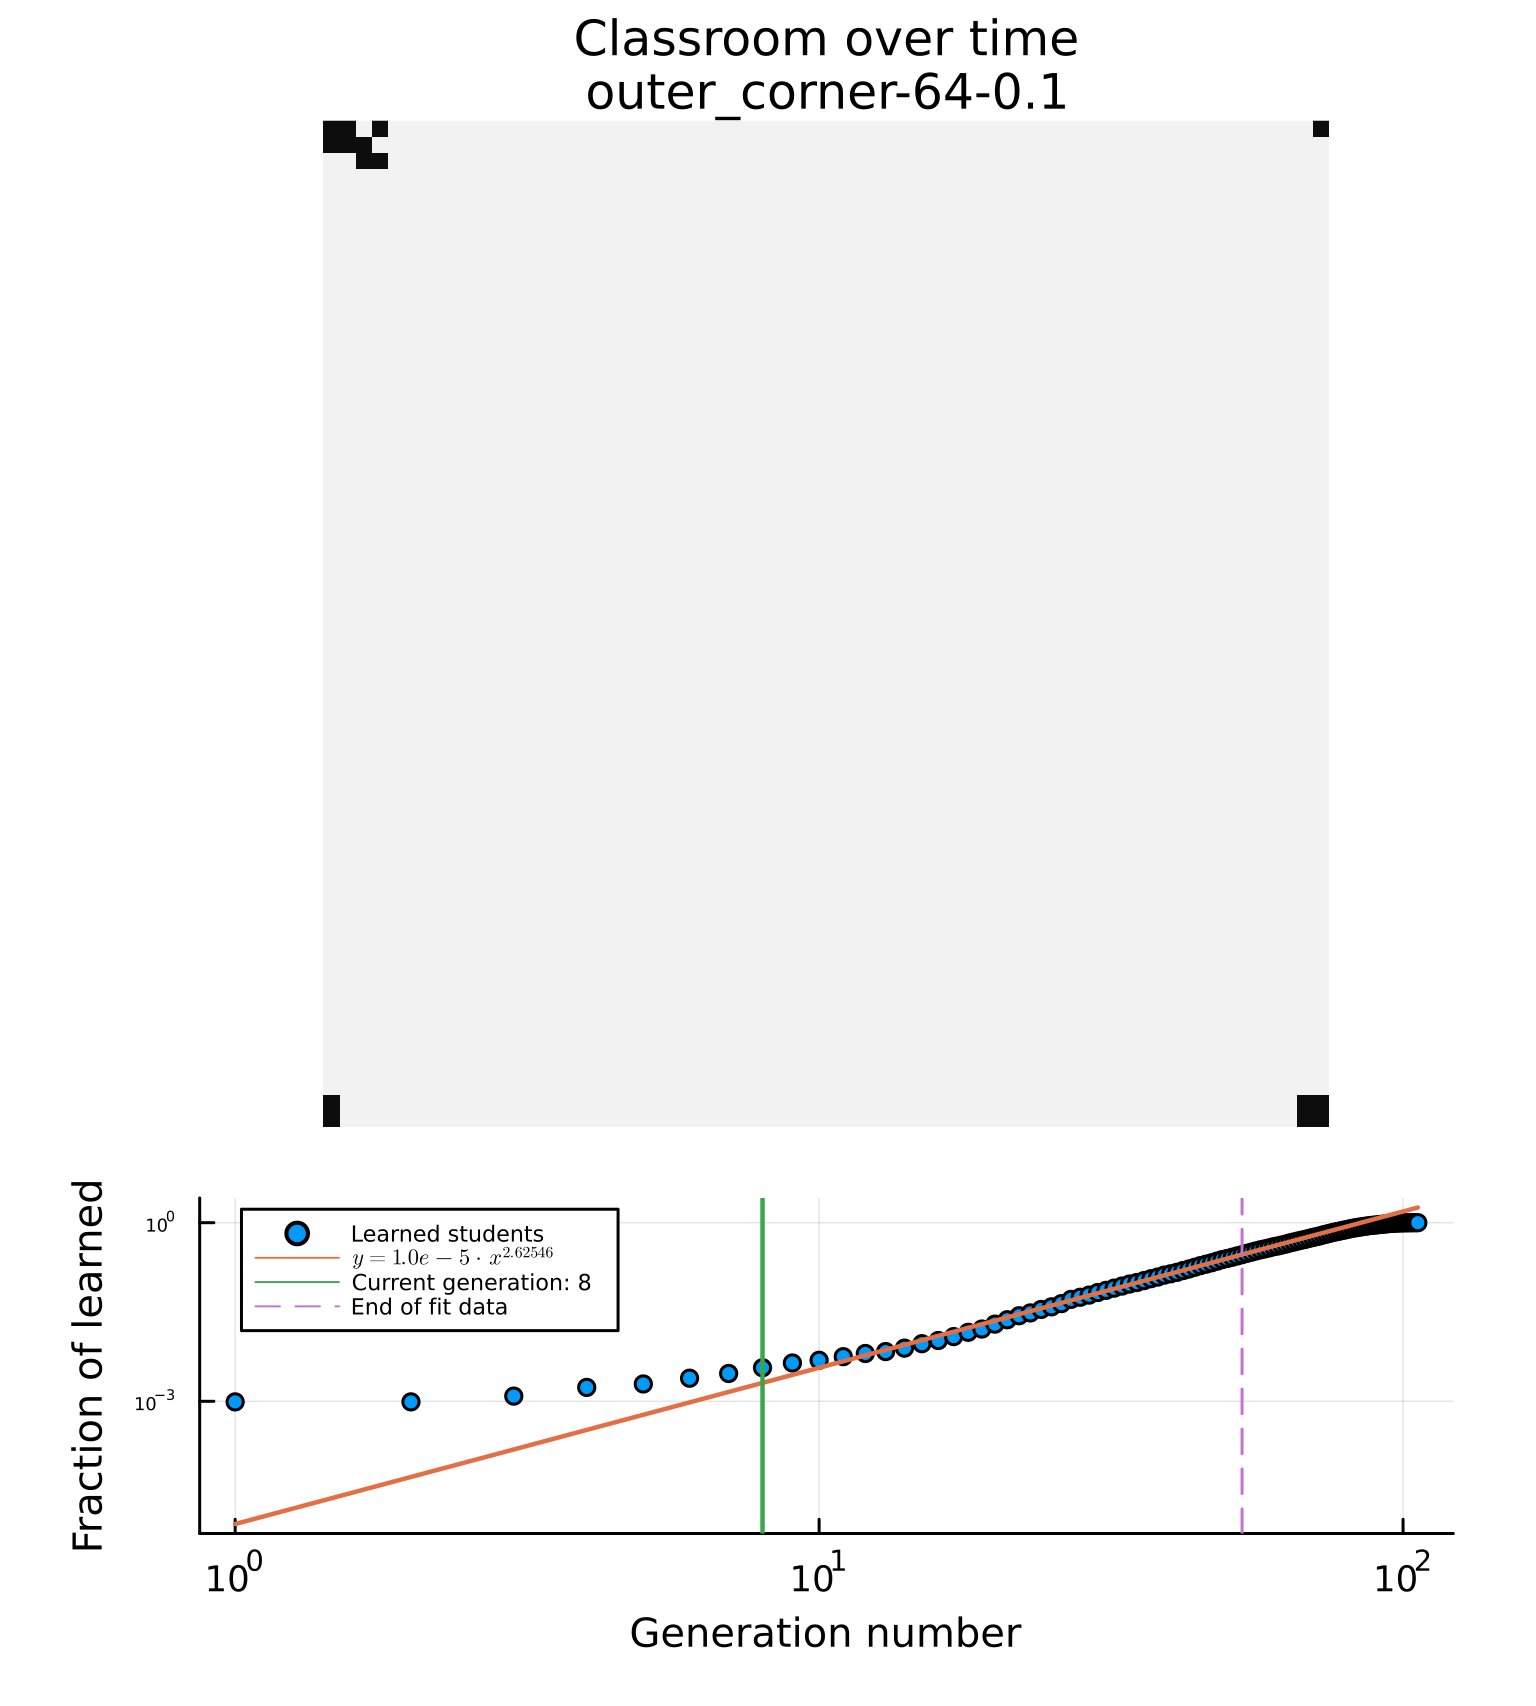 Classroom over time
outer_corner-64-0.1
Fraction of learned
10^0
10^−3
Learned students
y = 1.0e − 5 · x^2.62546
Current generation: 8
End of fit data
10^0
10^1
10^2
Generation number